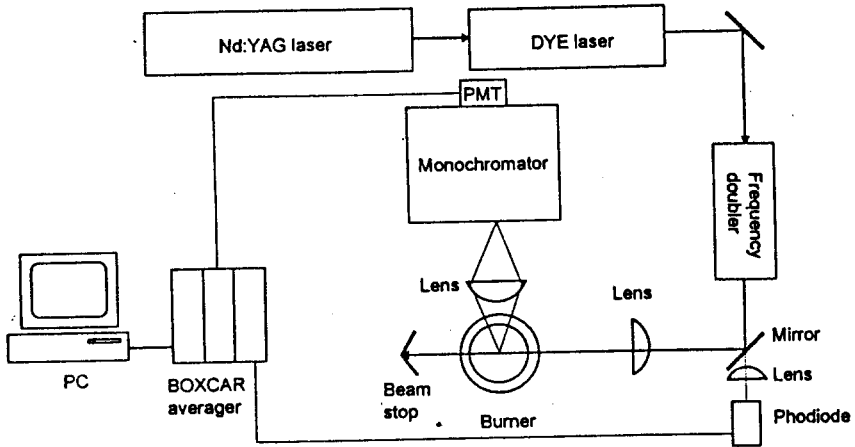 Nd:YAG laser
DYE laser
PMT
Monochromator
Frequency
doubler
Lens
Lens
Mirror
Lens
PC
BOXCAR
averager
Beam
stop
Burner
Phodiode